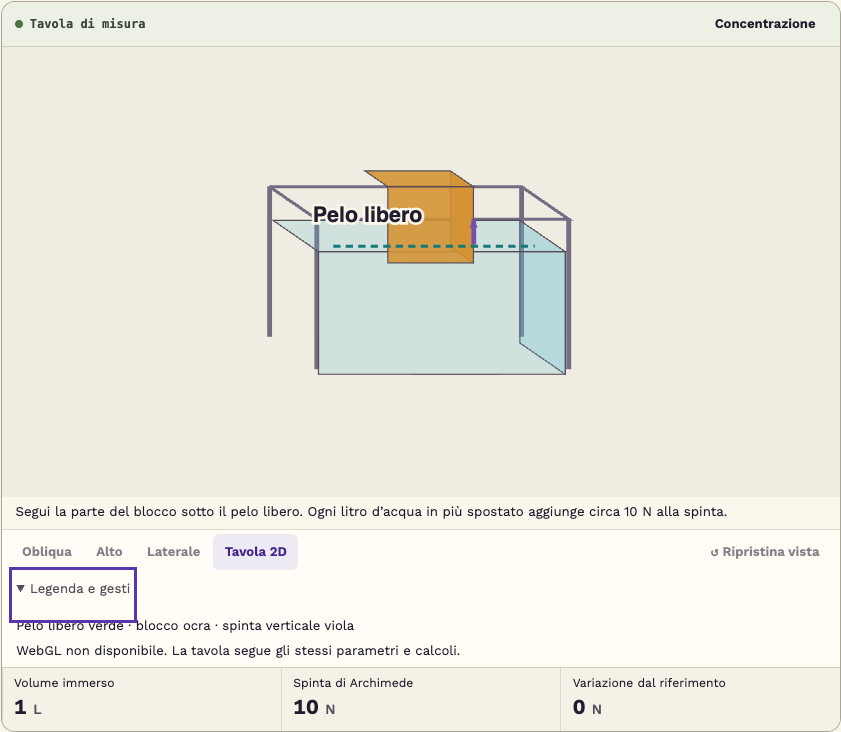 Tavola di misura
Concentrazione
Pelo libero
Segui la parte del blocco sotto il pelo libero. Ogni litro d’acqua in più spostato aggiunge circa 10 N alla spinta.
Obliqua Alto Laterale Tavola 2D ↺ Ripristina vista
▼ Legenda e gesti
Pelo libero verde · blocco ocra · spinta verticale viola
WebGL non disponibile. La tavola segue gli stessi parametri e calcoli.
Volume immerso
1 L
Spinta di Archimede
10 N
Variazione dal riferimento
0 N